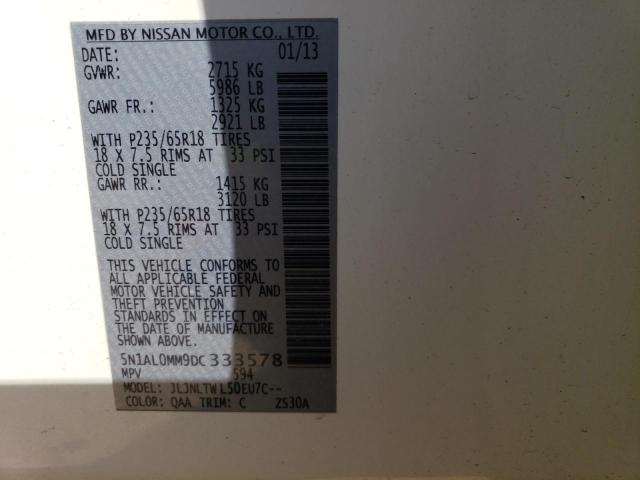 MFD BY NISSAN MOTOR CO., LTD.
DATE: 01/13
GVWR: 2715 KG
5986 LB
GAWR FR.: 1325 KG
2921 LB
WITH P235/65R18 TIRES
18 X 7.5 RIMS AT 33 PSI
COLD SINGLE
GAWR RR.: 1415 KG
3120 LB
WITH P235/65R18 TIRES
18 X 7.5 RIMS AT 33 PSI
COLD SINGLE
THIS VEHICLE CONFORMS TO
ALL APPLICABLE FEDERAL
MOTOR VEHICLE SAFETY AND
THEFT PREVENTION
STANDARDS IN EFFECT ON
THE DATE OF MANUFACTURE
SHOWN ABOVE.
5N1AL0MM9DC333578
MPV 594
MODEL: JLJNLTWL50EU7C--
COLOR: QAA TRIM: C ZS30A